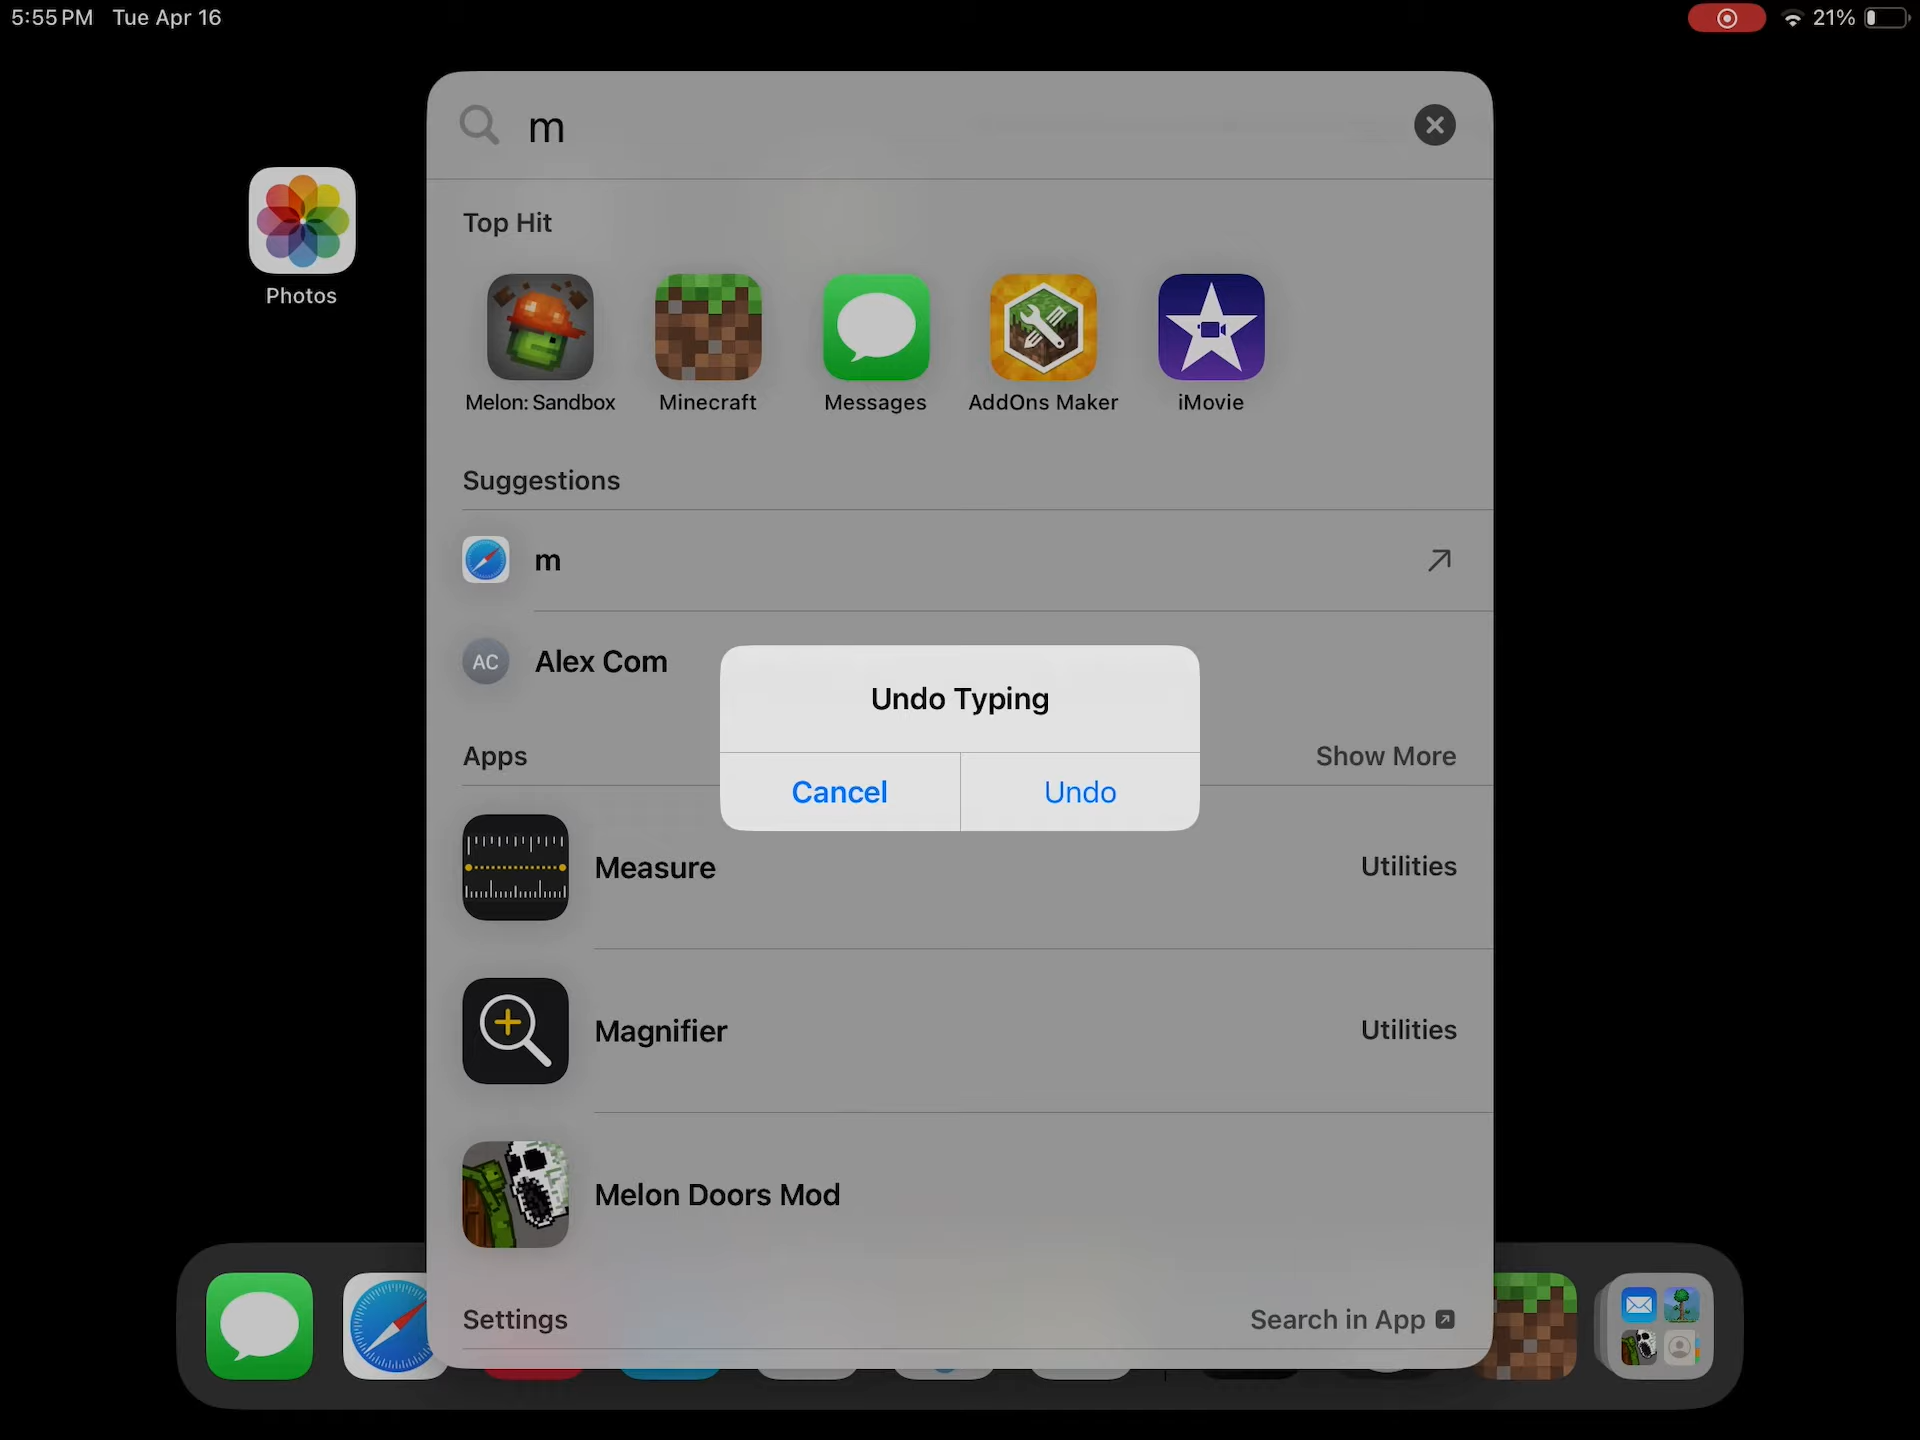 5:55 PM Tue Apr 16
21%
m
Photos
Top Hit
Melon: Sandbox
Minecraft
Messages
AddOns Maker
iMovie
Suggestions
m
AC Alex Com
Undo Typing
Cancel Undo
Apps Show More
Measure Utilities
Magnifier Utilities
Melon Doors Mod
Settings Search in App